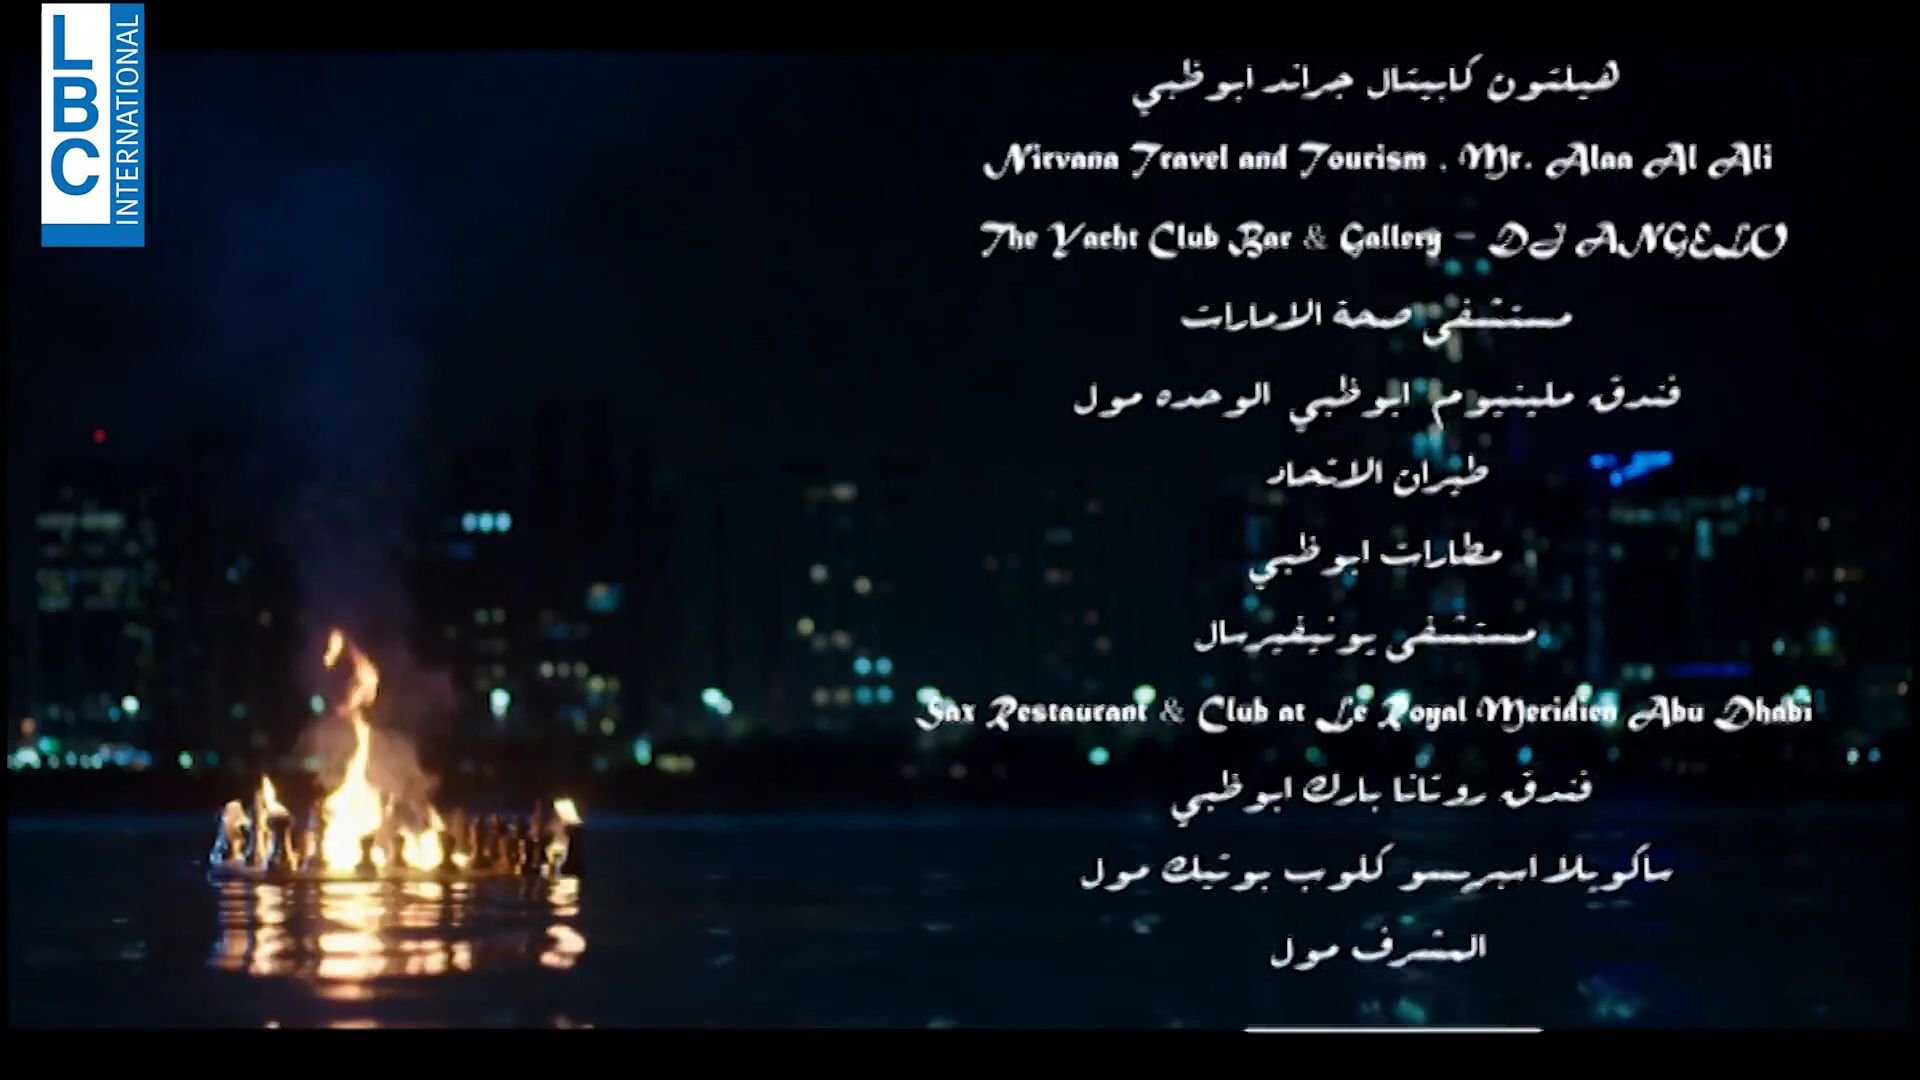 LBC
INTERNATIONAL
هيلتون كابيتال جراند ابوظبي
Nirvana Travel and Tourism . Mr. Alaa Al Ali
The Yacht Club Bar & Gallery - DJ ANGELO
مستشفى صحة الامارات
فندق ملينيوم ابوظبي الوحده مول
طيران الاتحاد
مطارات ابوظبي
مستشفى يونيفيرسال
Sax Restaurant & Club at Le Royal Meridien Abu Dhabi
فندق روتانا بارك ابوظبي
ساكويلا اسبرسو كلوب بوتيك مول
المشرف مول